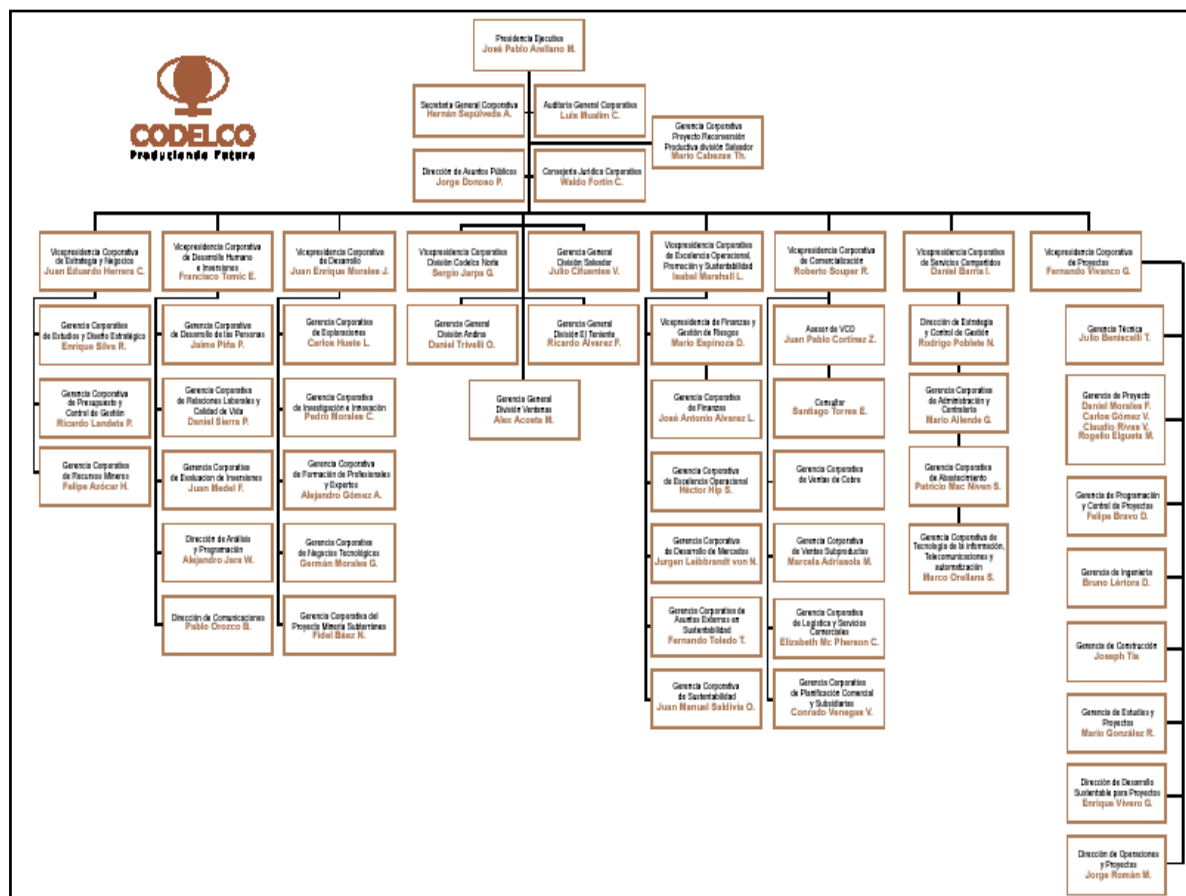 Presidencia Ejecutiva
José Pablo Arellano M.
CODELCO
Produciendo Futuro
Secretaría General Corporativa
Hernán Sepúlveda A.
Auditoría General Corporativa
Luis Mualim C.
Gerencia Corporativa
Proyecto Reconversión
Productiva división Salvador
Mario Cabezas Th.
Dirección de Asuntos Públicos
Jorge Donoso P.
Consejería Jurídica Corporativa
Waldo Fortín C.
Vicepresidencia Corporativa
de Estrategia y Negocios
Juan Eduardo Herrera C.
Vicepresidencia Corporativa
de Desarrollo Humano
e Inversiones
Francisco Tomic E.
Vicepresidencia Corporativa
de Desarrollo
Juan Enrique Morales J.
Vicepresidencia Corporativa
División Codelco Norte
Sergio Jarpa G.
Gerencia General
División Salvador
Julio Cifuentes V.
Vicepresidencia Corporativa
de Excelencia Operacional,
Promoción y Sustentabilidad
Isabel Marshall L.
Vicepresidencia Corporativa
de Comercialización
Roberto Souper R.
Vicepresidencia Corporativa
de Servicios Compartidos
Daniel Barría I.
Vicepresidencia Corporativa
de Proyectos
Fernando Vivanco G.
Gerencia Corporativa
de Estudios y Diseño Estratégico
Enrique Silva R.
Gerencia Corporativa
de Desarrollo de las Personas
Jaime Piña P.
Gerencia Corporativa
de Exploraciones
Carlos Huete L.
Gerencia General
División Andina
Daniel Trivelli O.
Gerencia General
División El Teniente
Ricardo Álvarez F.
Vicepresidencia de Finanzas y
Gestión de Riesgos
Mario Espinoza D.
Asesor de VCO
Juan Pablo Cortínez Z.
Dirección de Estrategia
y Control de Gestión
Rodrigo Poblete N.
Gerencia Técnica
Julio Beniscelli T.
Gerencia Corporativa
de Presupuesto y
Control de Gestión
Ricardo Landeta P.
Gerencia Corporativa
de Relaciones Laborales y
Calidad de Vida
Daniel Sierra P.
Gerencia Corporativa
de Investigación e Innovación
Pedro Morales C.
Gerencia General
División Ventanas
Alex Acosta M.
Gerencia Corporativa
de Finanzas
José Antonio Álvarez L.
Consultor
Santiago Torres E.
Gerencia Corporativa
de Administración y
Contraloría
Mario Allende G.
Gerencia de Proyecto
Daniel Morales F.
Carlos Gómez V.
Claudio Rivas V.
Rogelio Elgueta M.
Gerencia Corporativa
de Recursos Mineros
Felipe Azócar H.
Gerencia Corporativa
de Evaluacion de Inversiones
Juan Medel F.
Gerencia Corporativa
de Formación de Profesionales
y Expertos
Alejandro Gómez A.
Gerencia Corporativa
de Excelencia Operacional
Héctor Hip S.
Gerencia Corporativa
de Ventas de Cobre
Gerencia Corporativa
de Abastecimiento
Patricio Mac Niven S.
Gerencia de Programación
y Control de Proyectos
Felipe Bravo D.
Dirección de Análisis
y Programación
Alejandro Jara W.
Gerencia Corporativa
de Negocios Tecnológicos
Germán Morales G.
Gerencia Corporativa
de Desarrollo de Mercados
Jurgen Leibbrandt von N.
Gerencia Corporativa
de Ventas Subproductos
Marcela Adriasola M.
Gerencia Corporativa de
Tecnología de la información,
Telecomunicaciones y
automatización
Marco Orellana S.
Gerencia de Ingeniería
Bruno Lértora D.
Dirección de Comunicaciones
Pablo Orozco B.
Gerencia Corporativa del
Proyecto Minería Subterránea
Fidel Báez N.
Gerencia Corporativa de
Asuntos Externos en
Sustentabilidad
Fernando Toledo T.
Gerencia Corporativa
de Logística y Servicios
Comerciales
Elizabeth Mc Pherson C.
Gerencia de Construcción
Joseph Tis
Gerencia Corporativa
de Sustentabilidad
Juan Manuel Saldivia O.
Gerencia Corporativa
de Planificación Comercial
y Subsidiarias
Conrado Venegas V.
Gerencia de Estudios y
Proyectos
Mario González R.
Dirección de Desarrollo
Sustentable para Proyectos
Enrique Vivero G.
Dirección de Operaciones
y Proyectos
Jorge Román M.